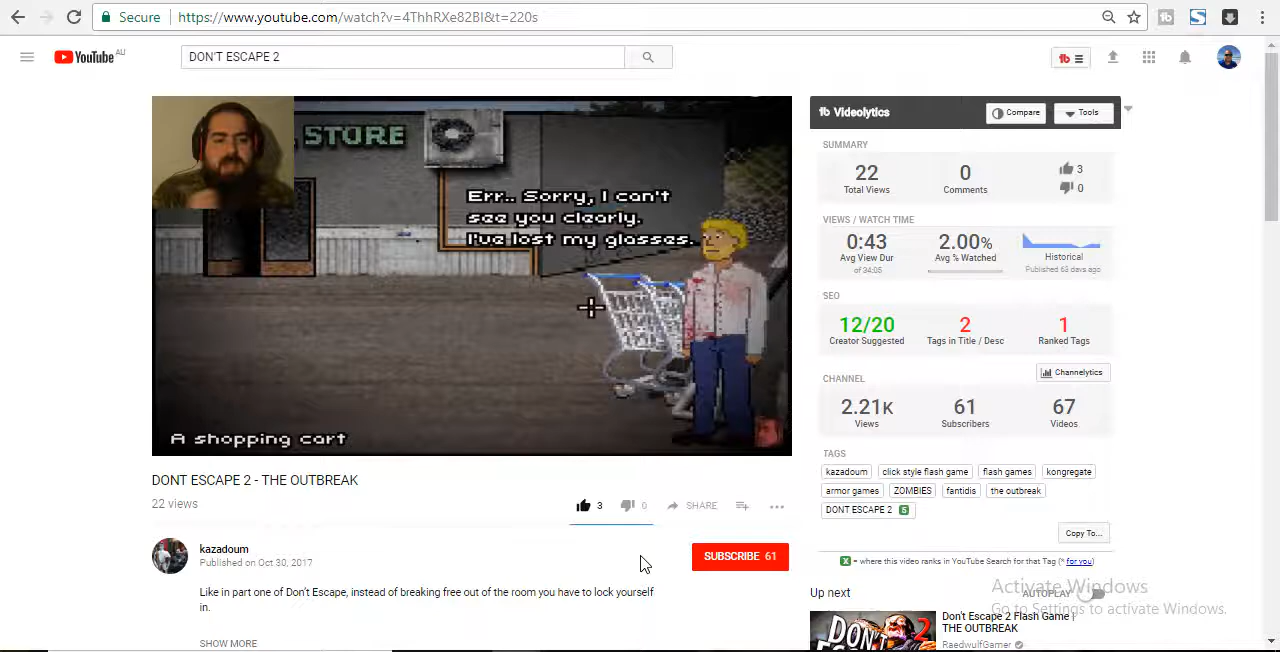 Secure https://www.youtube.com/watch?v=4ThhRXe82BI&t=220s
YouTube AU
DON'T ESCAPE 2
STORE
Err.. Sorry, I can't
see you clearly.
I've lost my glasses.
A shopping cart
DONT ESCAPE 2 - THE OUTBREAK
22 views
3 0 SHARE
kazadoum
Published on Oct 30, 2017
SUBSCRIBE 61
Like in part one of Don't Escape, instead of breaking free out of the room you have to lock yourself
in.
SHOW MORE
Videolytics Compare Tools
SUMMARY
22 0 3
Total Views Comments 0
VIEWS / WATCH TIME
0:43 2.00%
Avg View Dur Avg % Watched Historical
of 34:05 Published 63 days ago
SEO
12/20 2 1
Creator Suggested Tags in Title / Desc Ranked Tags
CHANNEL Channelytics
2.21K 61 67
Views Subscribers Videos
TAGS
kazadoum click style flash game flash games kongregate
armor games ZOMBIES fantidis the outbreak
DONT ESCAPE 2 5
Copy To...
X = where this video ranks in YouTube Search for that Tag (* for you)
Up next AUTOPLAY
Activate Windows
Go to Settings to activate Windows.
DON'T 2
Don't Escape 2 Flash Game |
THE OUTBREAK
RaedwulfGamer